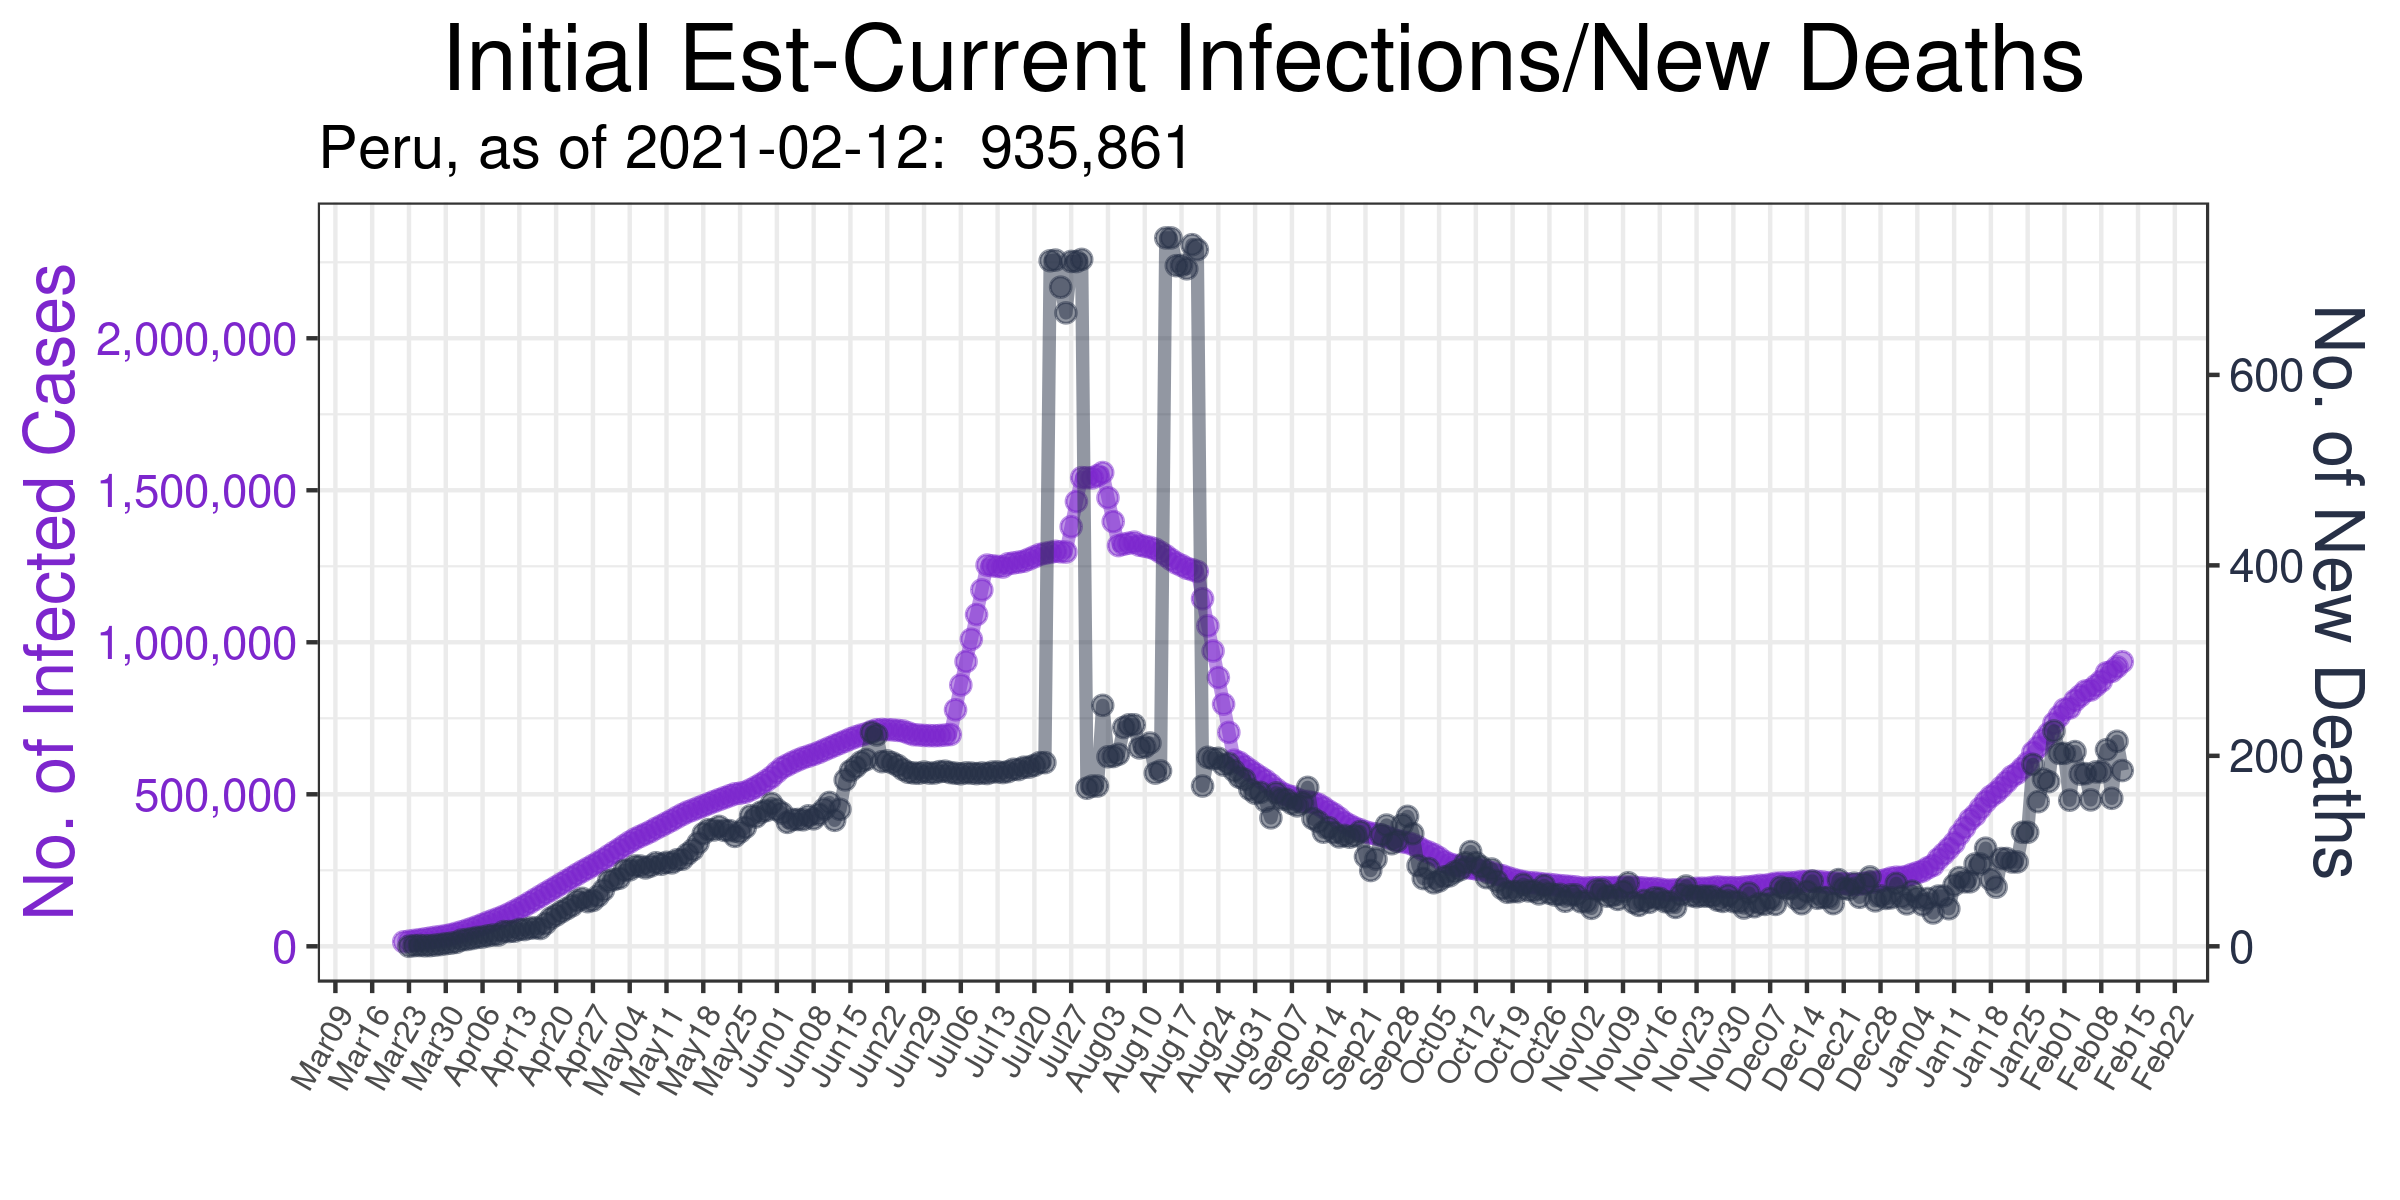 Initial Est-Current Infections/New Deaths
Peru, as of 2021-02-12:  935,861
No. of Infected Cases
2,000,000
1,500,000
1,000,000
500,000
0
600
400
200
0
No. of New Deaths
Mar09
Mar16
Mar23
Mar30
Apr06
Apr13
Apr20
Apr27
May04
May11
May18
May25
Jun01
Jun08
Jun15
Jun22
Jun29
Jul06
Jul13
Jul20
Jul27
Aug03
Aug10
Aug17
Aug24
Aug31
Sep07
Sep14
Sep21
Sep28
Oct05
Oct12
Oct19
Oct26
Nov02
Nov09
Nov16
Nov23
Nov30
Dec07
Dec14
Dec21
Dec28
Jan04
Jan11
Jan18
Jan25
Feb01
Feb08
Feb15
Feb22